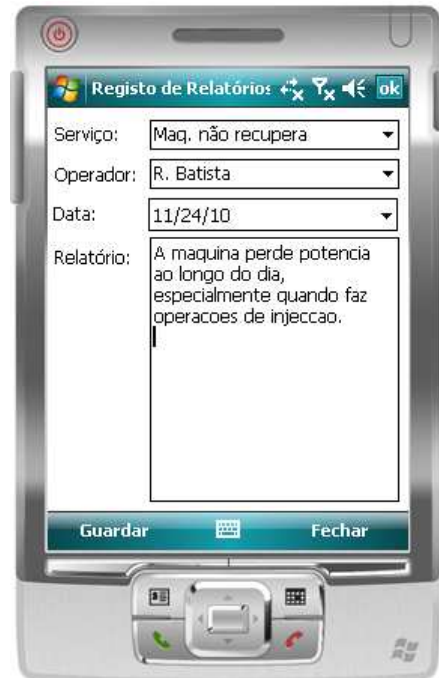 Registo de Relatórios
ok
Serviço: Maq. não recupera
Operador: R. Batista
Data: 11/24/10
Relatório: A maquina perde potencia
ao longo do dia,
especialmente quando faz
operacoes de injeccao.
Guardar Fechar